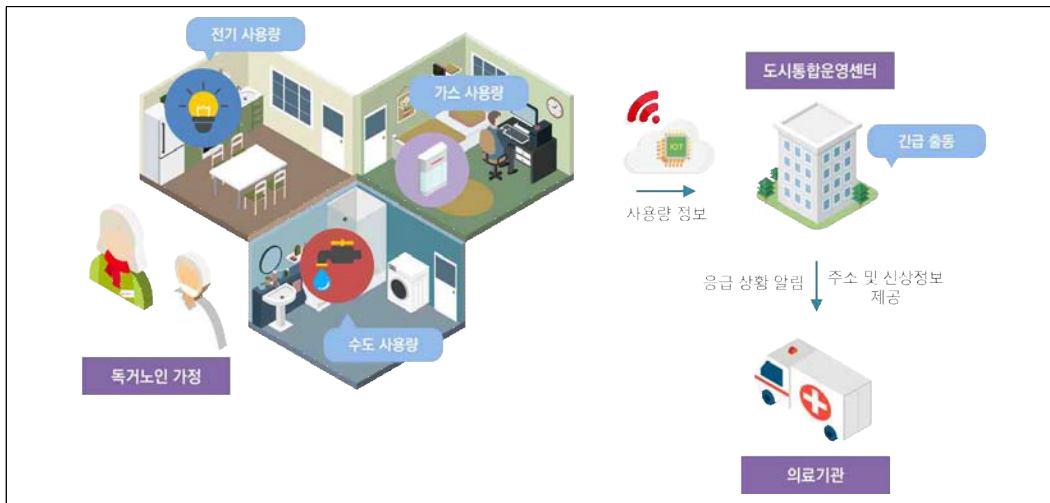 전기 사용량
가스 사용량
수도 사용량
독거노인 가정
IOT
사용량 정보
도시통합운영센터
긴급 출동
응급 상황 알림
주소 및 신상정보
제공
의료기관